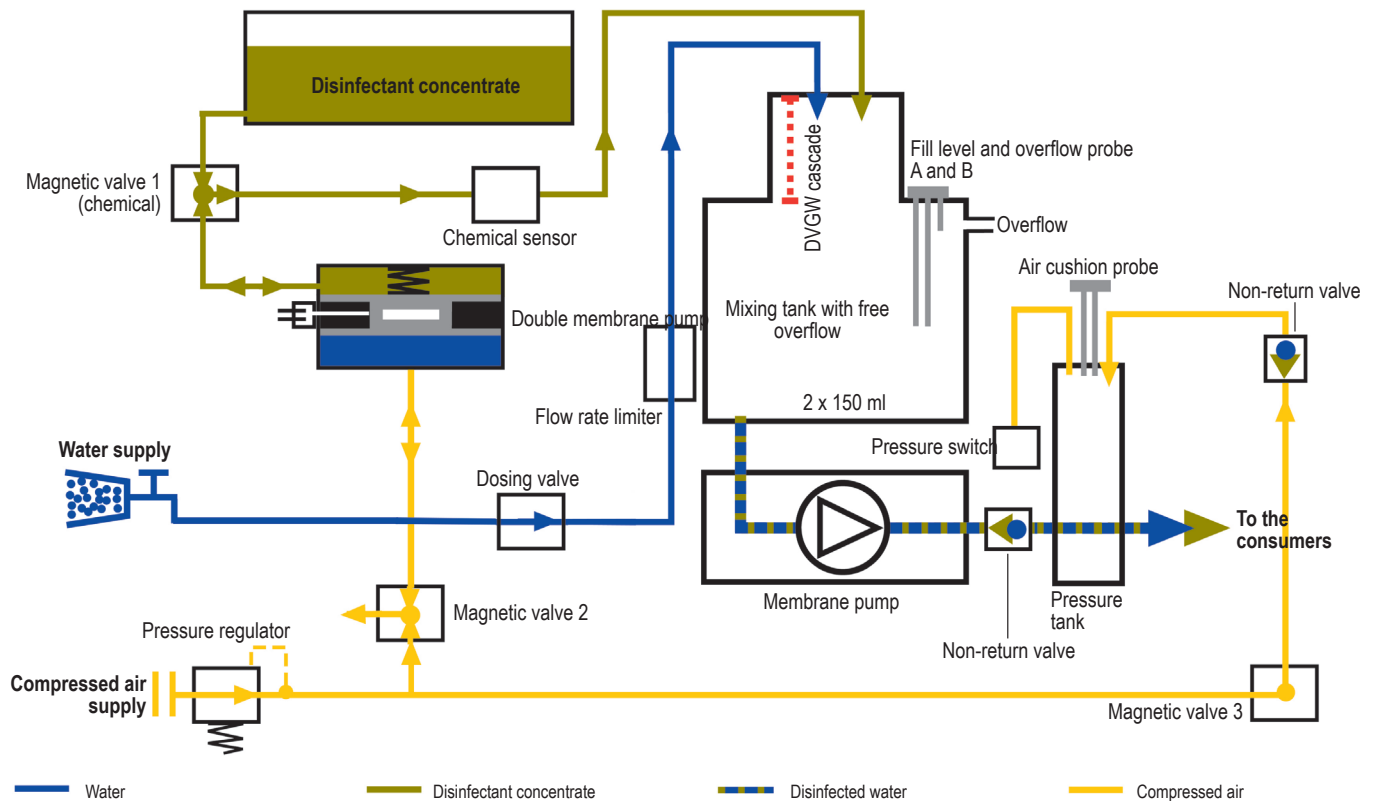 Disinfectant concentrate
Magnetic valve 1
(chemical)
Chemical sensor
DVGW cascade
Fill level and overflow probe
A and B
Overflow
Air cushion probe
Non-return valve
Double membrane pump
Mixing tank with free
overflow
2 x 150 ml
Flow rate limiter
Pressure switch
Water supply
Dosing valve
To the
consumers
Membrane pump
Pressure
tank
Non-return valve
Magnetic valve 2
Pressure regulator
Compressed air
supply
Magnetic valve 3
Water
Disinfectant concentrate
Disinfected water
Compressed air